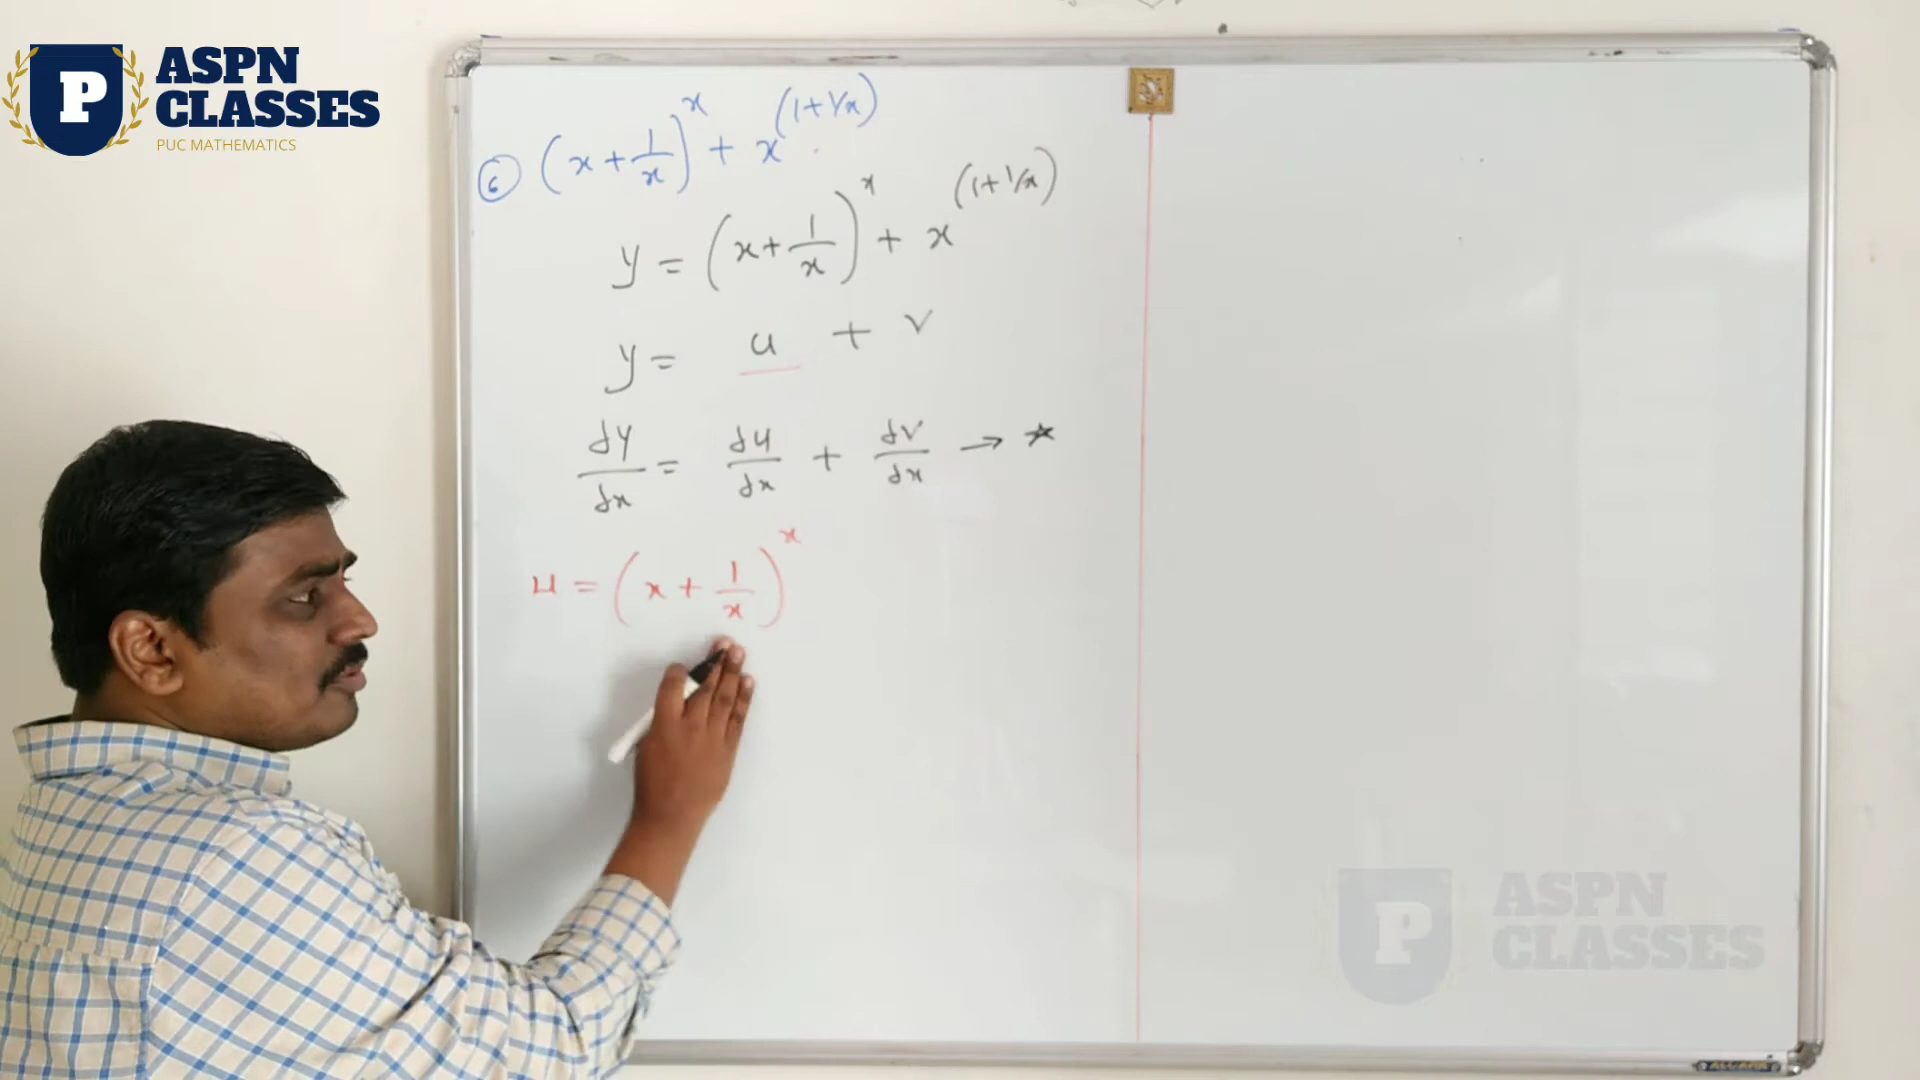 ASPN
CLASSES
PUC MATHEMATICS
⑥ (x + 1/x)^x + x^(1+1/x)
y = (x + 1/x)^x + x^(1+1/x)
y = u + v
dy/dx = du/dx + dv/dx → ☆
u = (x + 1/x)^x
ASPN
CLASSES